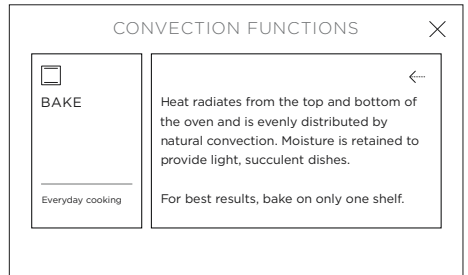 CONVECTION FUNCTIONS
BAKE
Everyday cooking
Heat radiates from the top and bottom of
the oven and is evenly distributed by
natural convection. Moisture is retained to
provide light, succulent dishes.
For best results, bake on only one shelf.